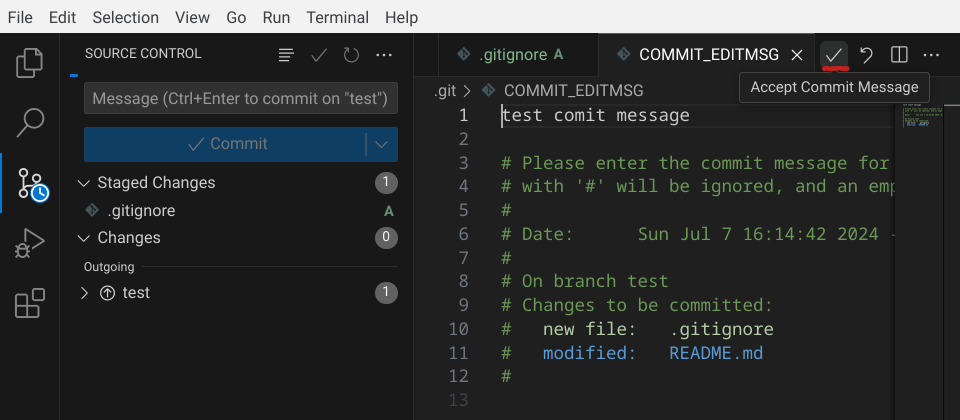 File Edit Selection View Go Run Terminal Help
SOURCE CONTROL
.gitignore A
COMMIT_EDITMSG
Accept Commit Message
Message (Ctrl+Enter to commit on "test")
Commit
Staged Changes 1
.gitignore A
Changes 0
Outgoing
test 1
.git > COMMIT_EDITMSG
1 test comit message
2
3 # Please enter the commit message for
4 # with '#' will be ignored, and an
5 #
6 # Date: Sun Jul 7 16:14:42 2024
7 #
8 # On branch test
9 # Changes to be committed:
10 # new file: .gitignore
11 # modified: README.md
12 #
13